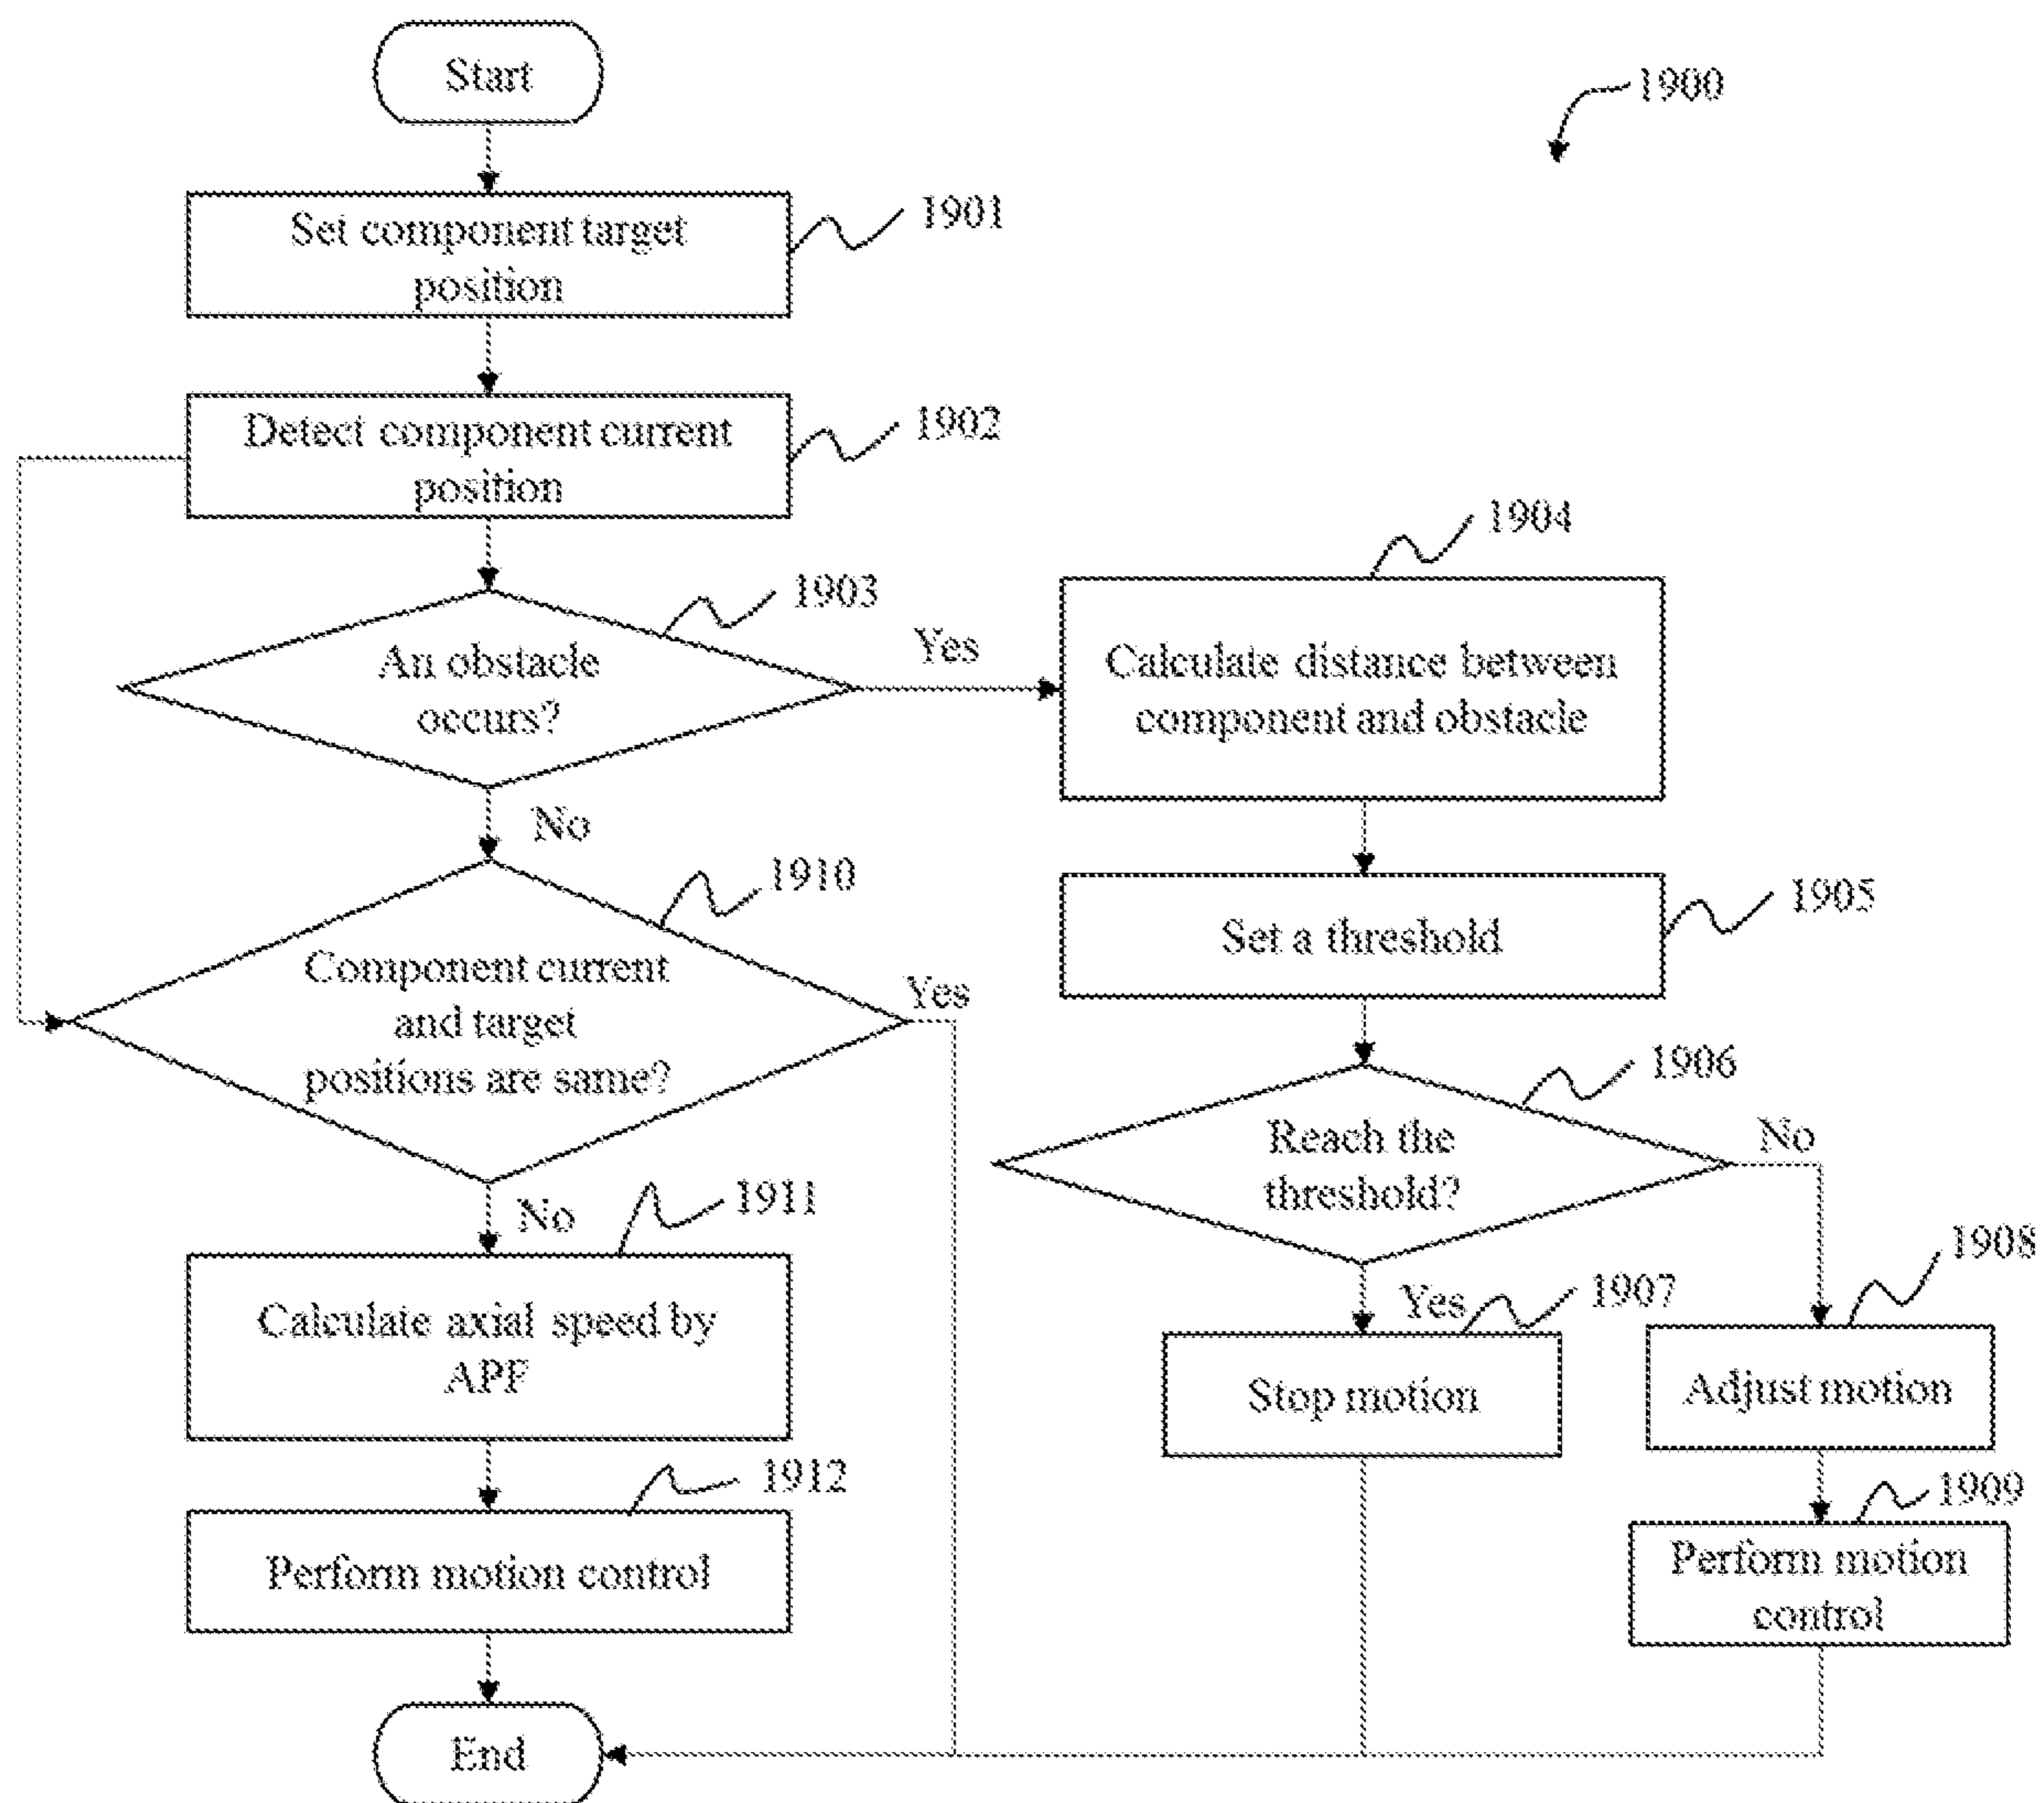 Start
1900
Set component target
position
1901
Detect component current
position
1902
1904
1903
An obstacle
occurs?
Yes
Calculate distance between
component and obstacle
No
1910
1905
Set a threshold
Component current
and target
positions are same?
Yes
1906
Reach the
threshold?
No
1911
No
1908
Calculate axial speed by
APF
Yes
1907
Stop motion
Adjust motion
1912
1909
Perform motion control
Perform motion
control
End